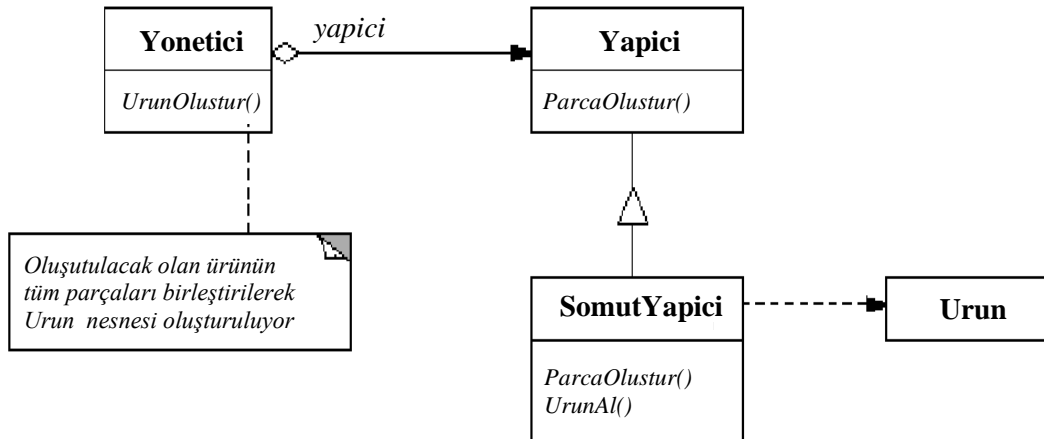 Yonetici
UrunOlustur()
yapici
Yapici
ParcaOlustur()
Oluşutulacak olan ürünün
tüm parçaları birleştirilerek
Urun nesnesi oluşturuluyor
SomutYapici
ParcaOlustur()
UrunAl()
Urun